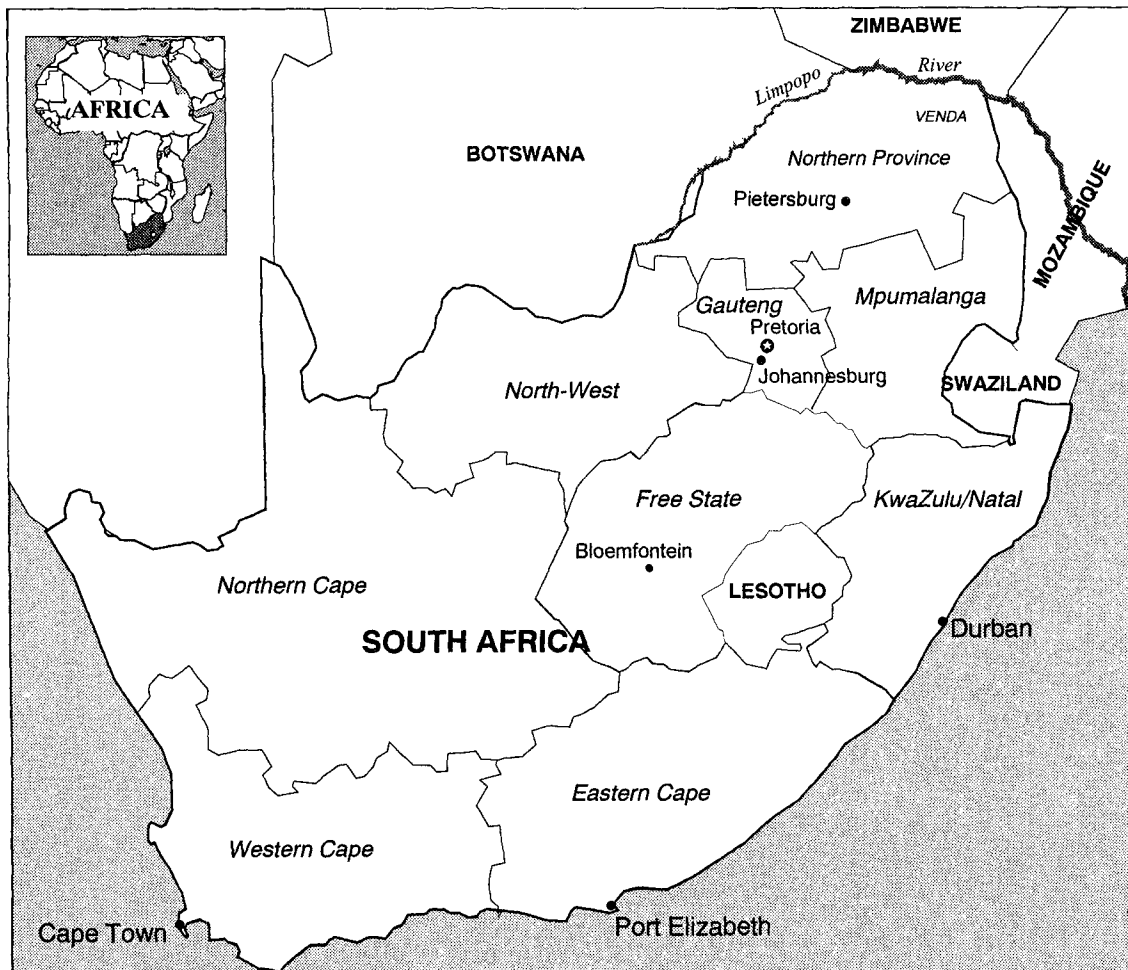 ZIMBABWE
River
Limpopo
AFRICA
VENDA
BOTSWANA
Northern Province
Pietersburg
MOZAMBIQUE
Gauteng
Mpumalanga
Pretoria
Johannesburg
SWAZILAND
North-West
Free State
KwaZulu/Natal
Bloemfontein
Northern Cape
LESOTHO
SOUTH AFRICA
Durban
Eastern Cape
Western Cape
Cape Town
Port Elizabeth